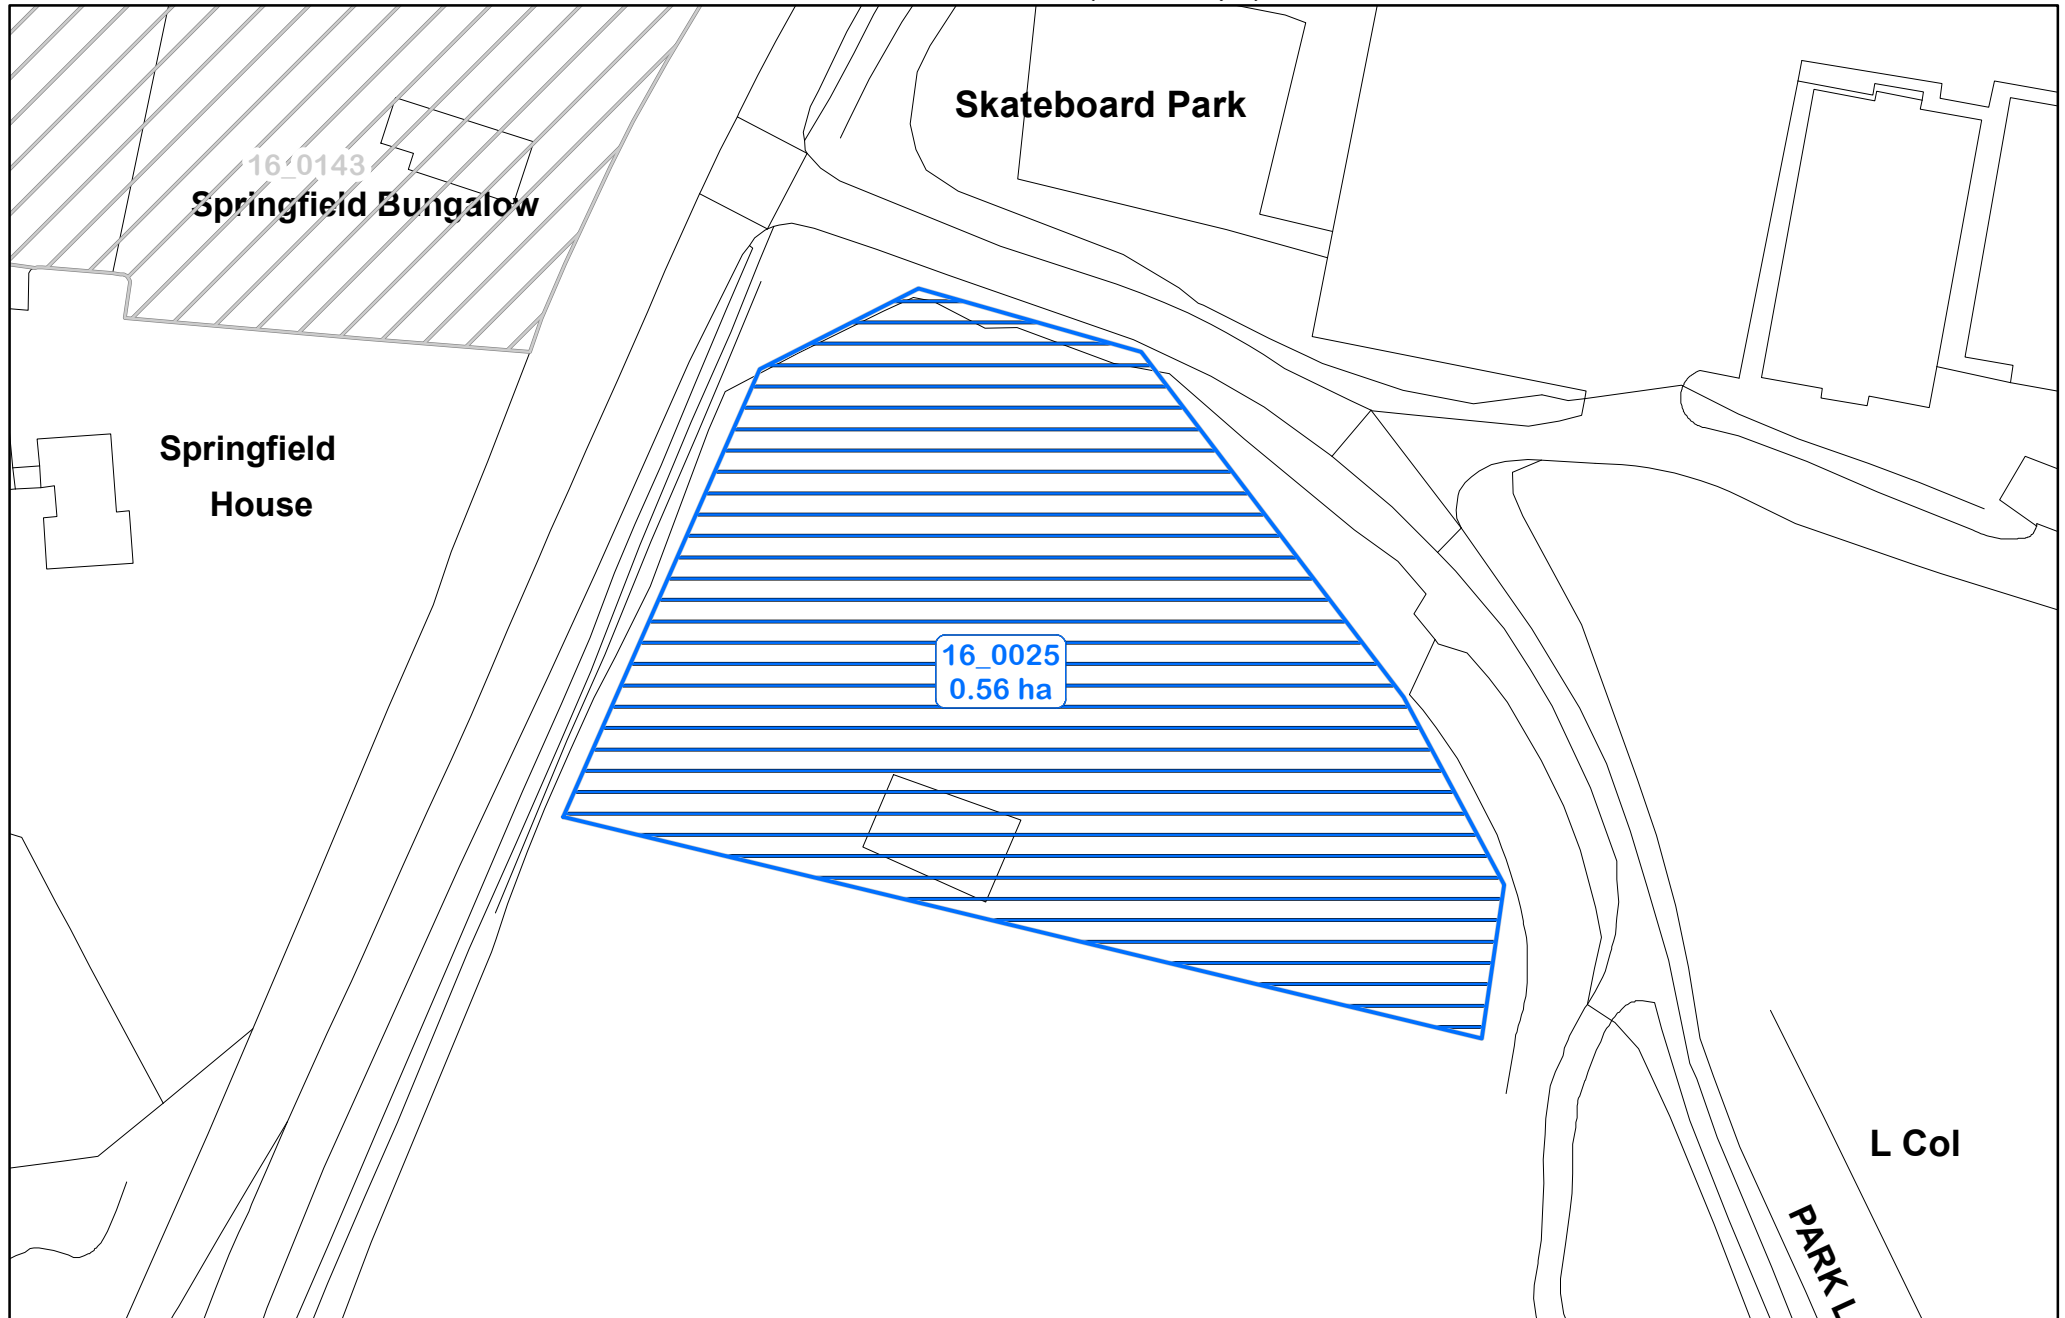 Skateboard Park
16_0143
Springfield Bungalow
Springfield
House
16_0025
0.56 ha
L Col
PARK L